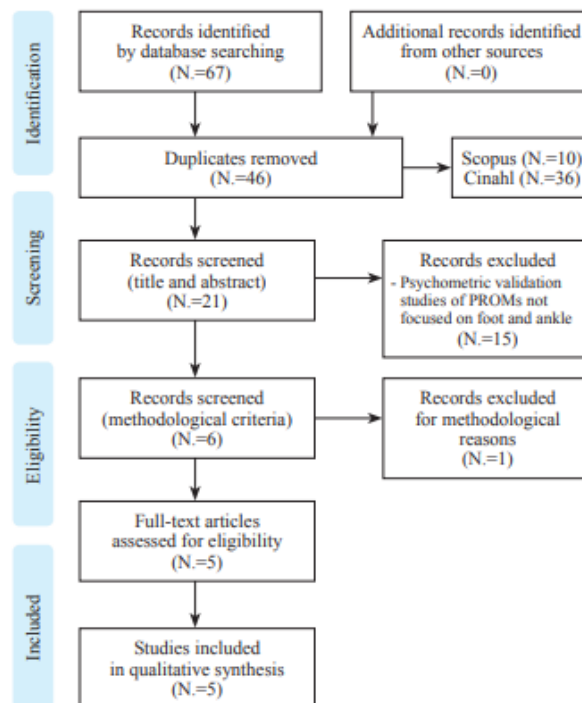 Identification
Records identified
by database searching
(N.=67)
Additional records identified
from other sources
(N.=0)
Duplicates removed
(N.=46)
Scopus (N.=10)
Cinahl (N.=36)
Screening
Records screened
(title and abstract)
(N.=21)
Records excluded
- Psychometric validation
studies of PROMs not
focused on foot and ankle
(N.=15)
Eligibility
Records screened
(methodological criteria)
(N.=6)
Records excluded
for methodological
reasons
(N.=1)
Full-text articles
assessed for eligibility
(N.=5)
Included
Studies included
in qualitative synthesis
(N.=5)